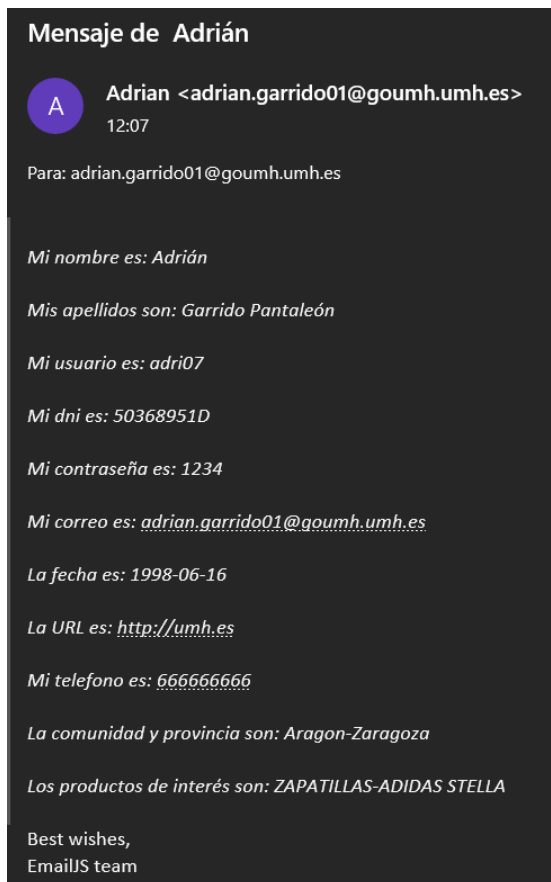 Mensaje de  Adrián
A
Adrian <adrian.garrido01@goumh.umh.es>
12:07
Para: adrian.garrido01@goumh.umh.es
Mi nombre es: Adrián
Mis apellidos son: Garrido Pantaleón
Mi usuario es: adri07
Mi dni es: 50368951D
Mi contraseña es: 1234
Mi correo es: adrian.garrido01@goumh.umh.es
La fecha es: 1998-06-16
La URL es: http://umh.es
Mi telefono es: 666666666
La comunidad y provincia son: Aragon-Zaragoza
Los productos de interés son: ZAPATILLAS-ADIDAS STELLA
Best wishes,
EmailJS team